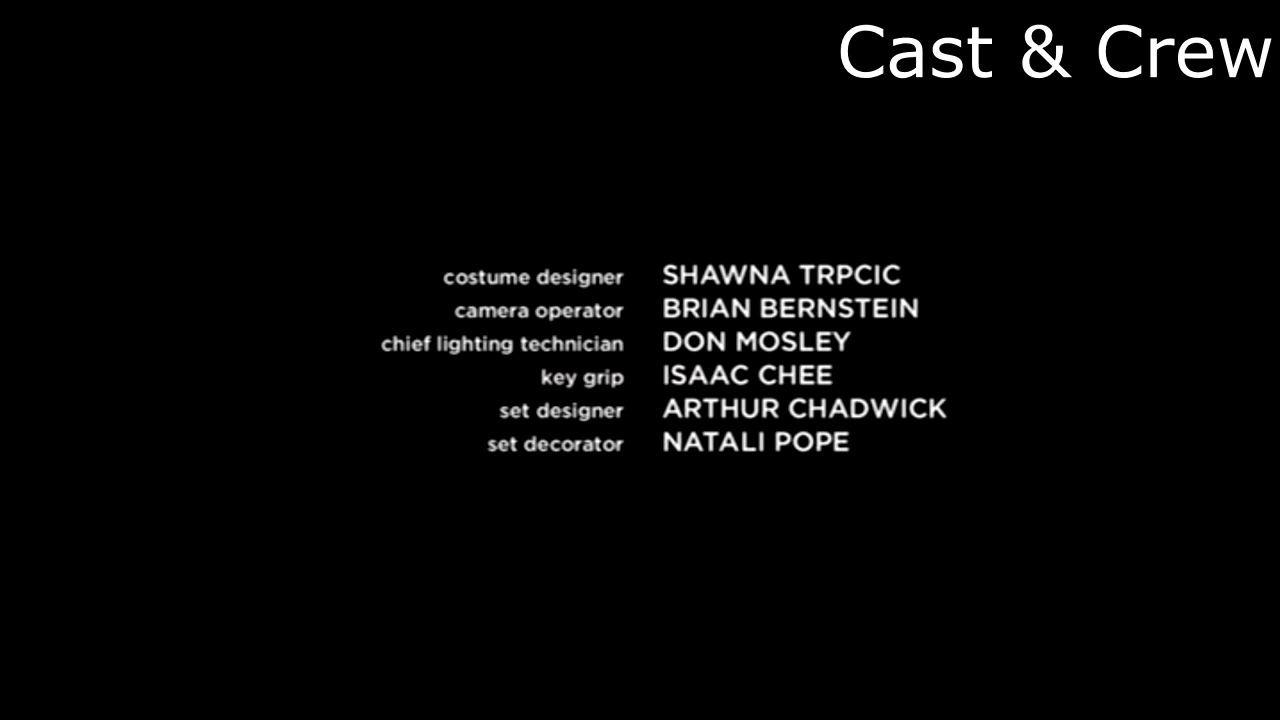 Cast & Crew
costume designer SHAWNA TRPCIC
camera operator BRIAN BERNSTEIN
chief lighting technician DON MOSLEY
key grip ISAAC CHEE
set designer ARTHUR CHADWICK
set decorator NATALI POPE